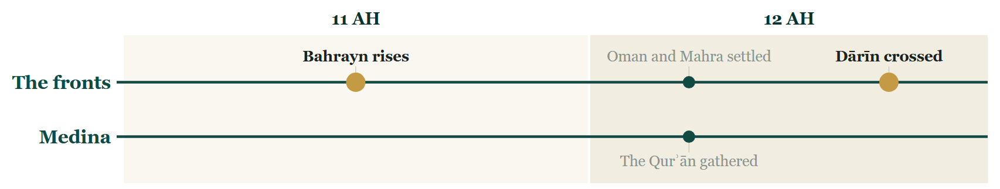 11 AH
12 AH
Bahrayn rises
Oman and Mahra settled
Dārīn crossed
The fronts
Medina
The Qurʾān gathered